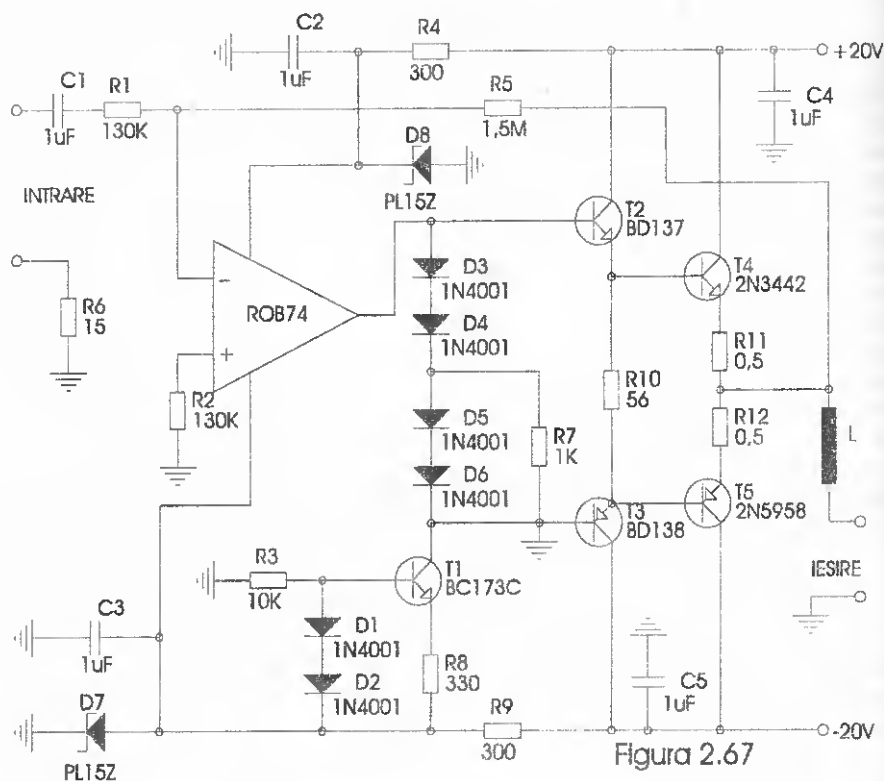 C2
1uF
R4
300
+20V
C1
1uF
R1
130K
R5
1,5M
C4
1uF
D8
PL15Z
INTRARE
T2
BD137
R6
15
-
ROB74
+
D3
1N4001
D4
1N4001
T4
2N3442
R11
0,5
R2
130K
R10
56
D5
1N4001
R7
1K
R12
0,5
L
D6
1N4001
T3
BD138
T5
2N5958
R3
10K
T1
BC173C
IESIRE
C3
1uF
D1
1N4001
D2
1N4001
R8
330
C5
1uF
D7
PL15Z
R9
300
-20V
Figura 2.67